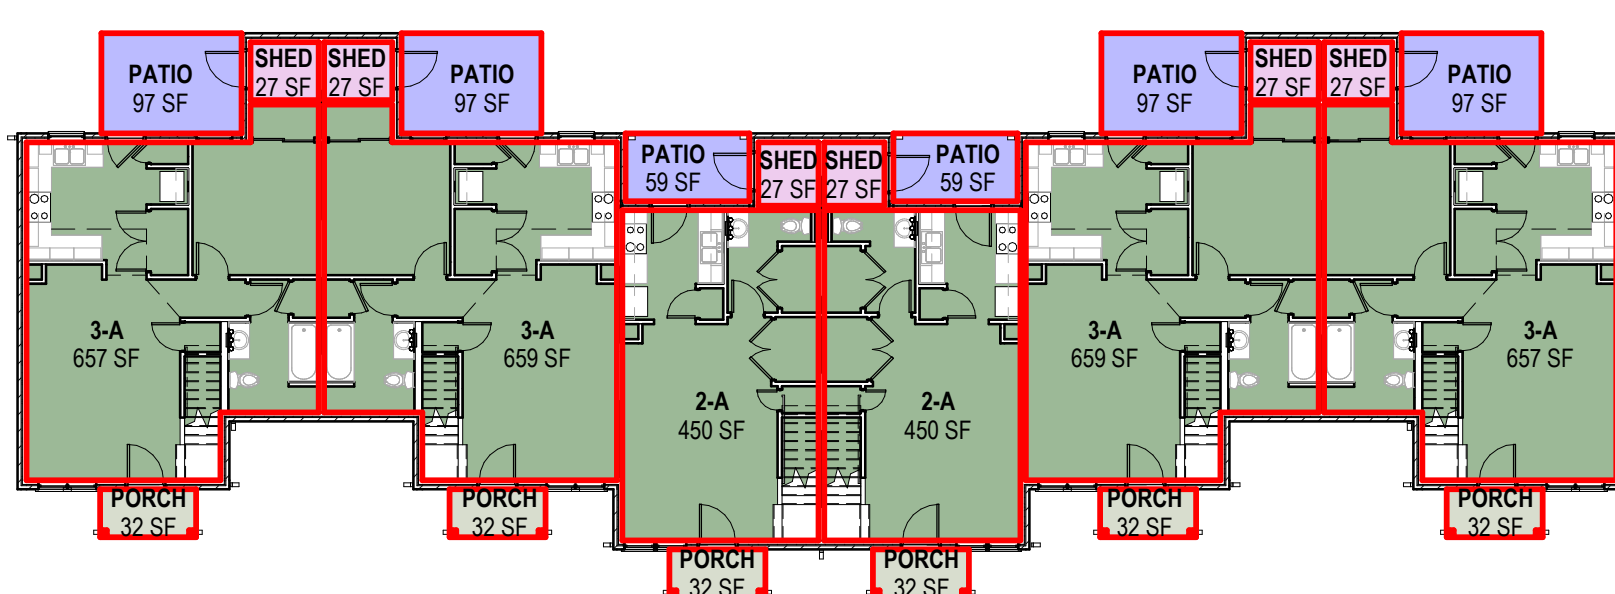 PATIO
97 SF
SHED
27 SF
SHED
27 SF
PATIO
97 SF
PATIO
59 SF
SHED
27 SF
SHED
27 SF
PATIO
59 SF
PATIO
97 SF
SHED
27 SF
SHED
27 SF
PATIO
97 SF
3-A
657 SF
3-A
659 SF
2-A
450 SF
2-A
450 SF
3-A
659 SF
3-A
657 SF
PORCH
32 SF
PORCH
32 SF
PORCH
32 SF
PORCH
32 SF
PORCH
32 SF
PORCH
32 SF